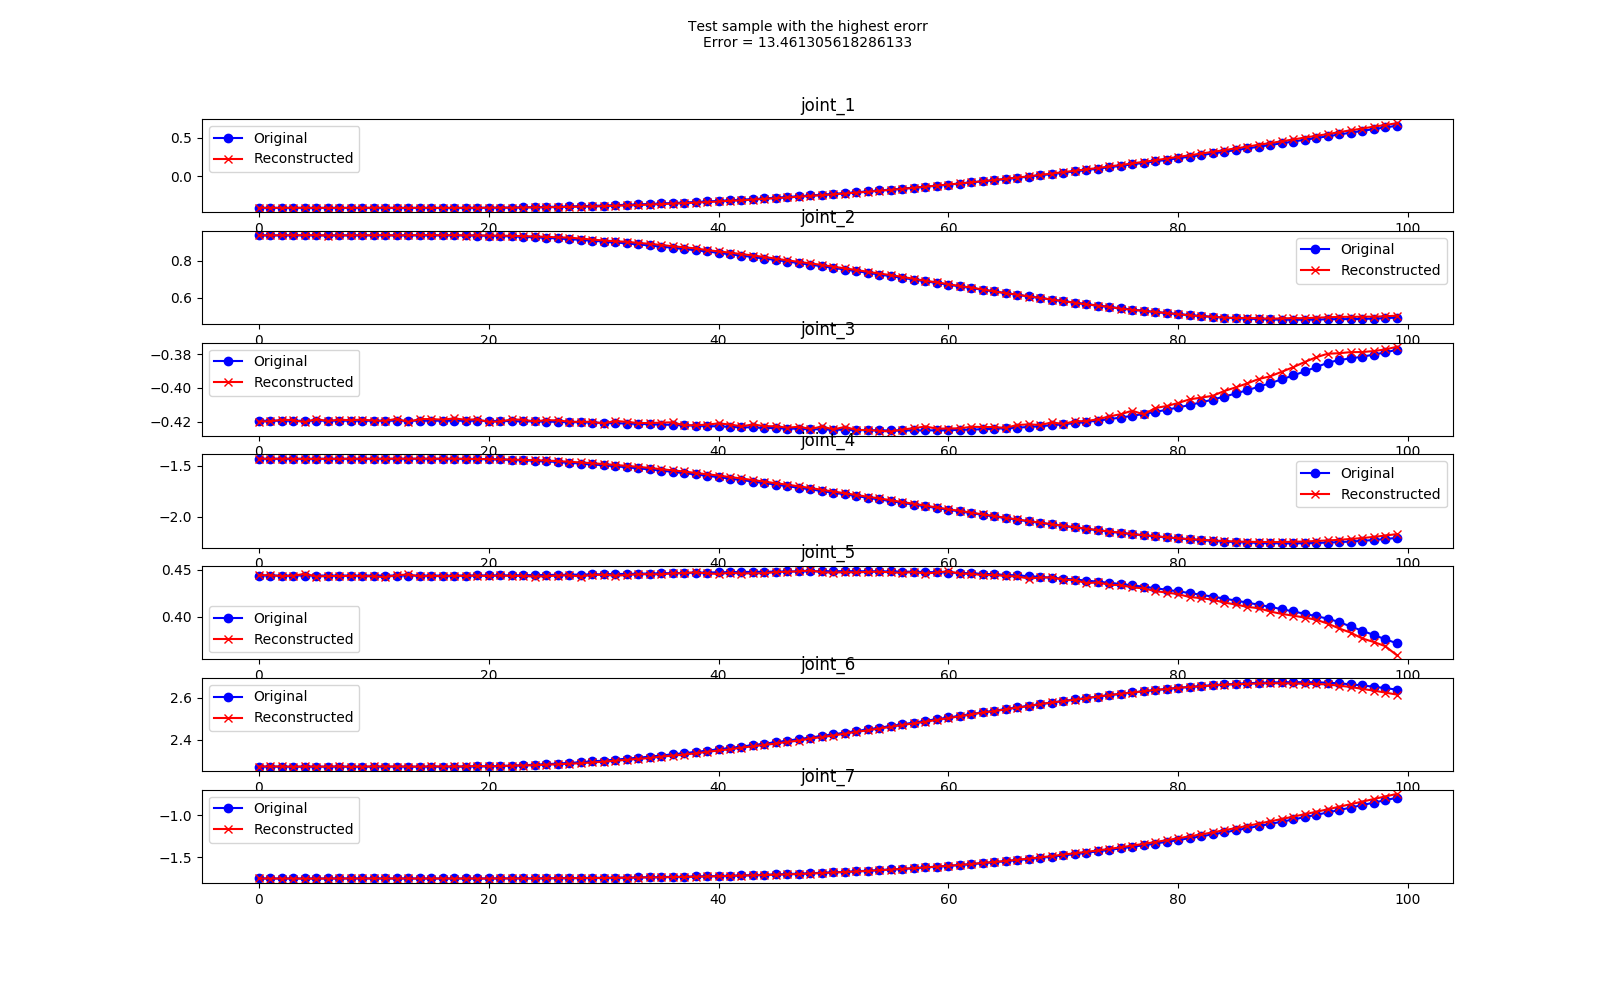 Test sample with the highest erorr
Error = 13.461305618286133
joint_1
Original
Reconstructed
0.5
0.0
0 20 40 60 80 100
joint_2
Original
Reconstructed
0.8
0.6
0 20 40 60 80 100
joint_3
Original
Reconstructed
−0.38
−0.40
−0.42
0 20 40 60 80 100
joint_4
Original
Reconstructed
−1.5
−2.0
0 20 40 60 80 100
joint_5
Original
Reconstructed
0.45
0.40
0 20 40 60 80 100
joint_6
Original
Reconstructed
2.6
2.4
0 20 40 60 80 100
joint_7
Original
Reconstructed
−1.0
−1.5
0 20 40 60 80 100